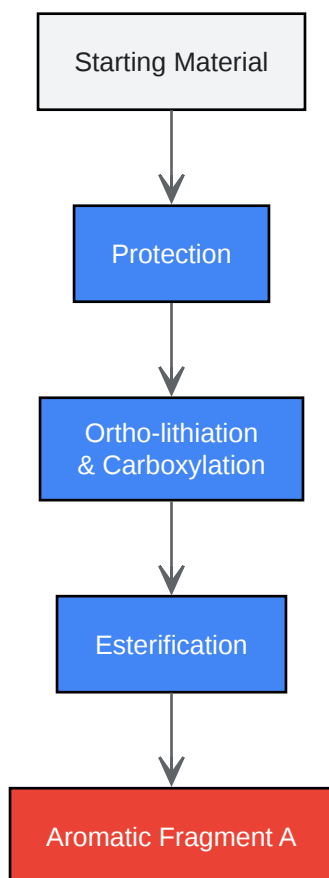 Starting Material
Protection
Ortho-lithiation
& Carboxylation
Esterification
Aromatic Fragment A